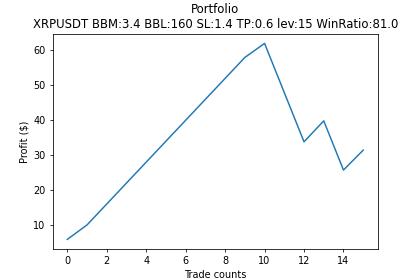 Portfolio
XRPUSDT BBM:3.4 BBL:160 SL:1.4 TP:0.6 lev:15 WinRatio:81.0
60
50
40
30
20
10
Profit ($)
0 2 4 6 8 10 12 14
Trade counts